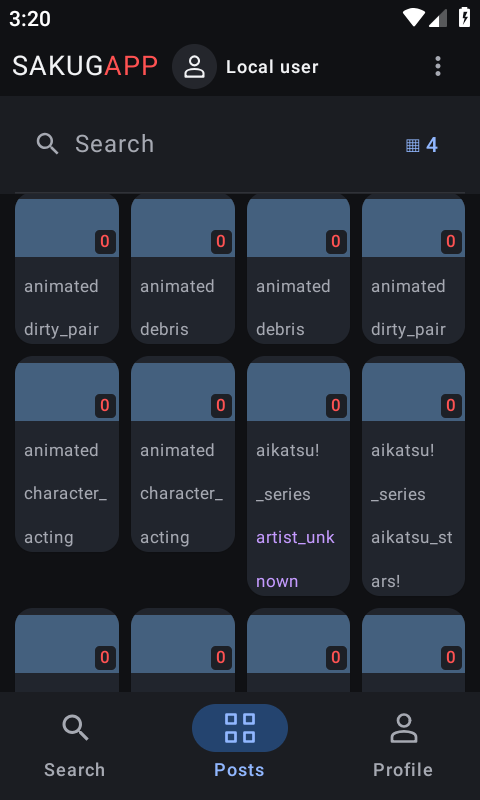 3:20
SAKUGAPP
Local user
Search
4
0
0
0
0
animated
dirty_pair
animated
debris
animated
debris
animated
dirty_pair
0
0
0
0
animated
character_
acting
animated
character_
acting
aikatsu!
_series
artist_unk
nown
aikatsu!
_series
aikatsu_st
ars!
0
0
0
0
Search
Posts
Profile